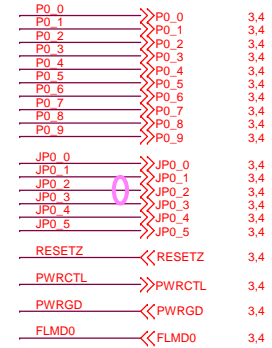 P0_0 P0_0 3,4
P0_1 P0_1 3,4
P0_2 P0_2 3,4
P0_3 P0_3 3,4
P0_4 P0_4 3,4
P0_5 P0_5 3,4
P0_6 P0_6 3,4
P0_7 P0_7 3,4
P0_8 P0_8 3,4
P0_9 P0_9 3,4
JP0_0 JP0_0 3,4
JP0_1 JP0_1 3,4
JP0_2 JP0_2 3,4
JP0_3 JP0_3 3,4
JP0_4 JP0_4 3,4
JP0_5 JP0_5 3,4
RESETZ RESETZ 3,4
PWRCTL PWRCTL 3,4
PWRGD PWRGD 3,4
FLMD0 FLMD0 3,4